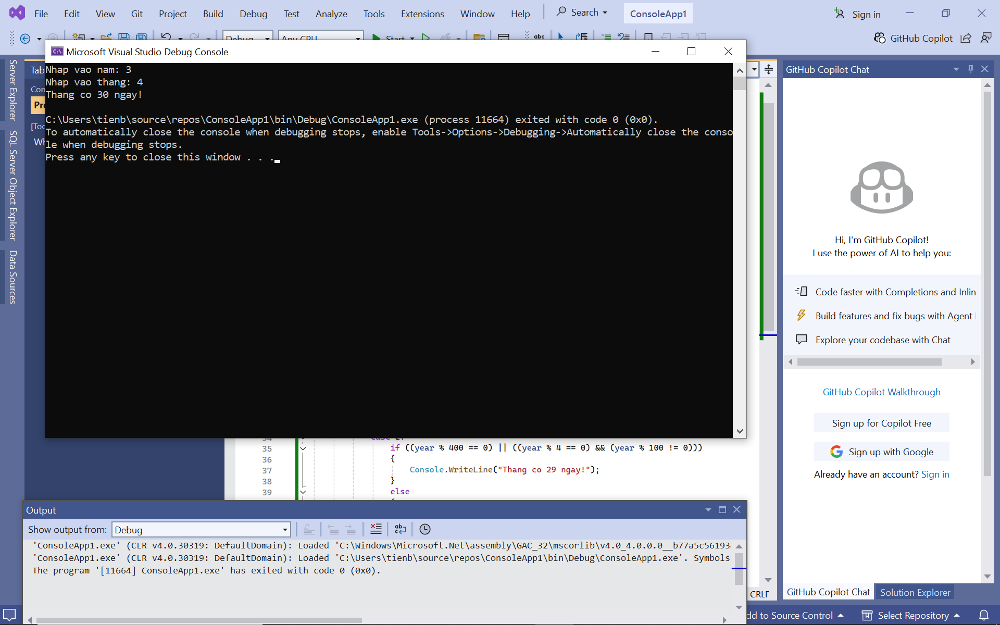 File Edit View Git Project Build Debug Test Analyze Tools Extensions Window Help Search ConsoleApp1 Sign in
Debug Any CPU Start abc GitHub Copilot
Microsoft Visual Studio Debug Console
Nhap vao nam: 3
Nhap vao thang: 4
Thang co 30 ngay!
C:\Users\tienb\source\repos\ConsoleApp1\bin\Debug\ConsoleApp1.exe (process 11664) exited with code 0 (0x0).
To automatically close the console when debugging stops, enable Tools->Options->Debugging->Automatically close the conso
le when debugging stops.
Press any key to close this window . . .
Server Explorer
SQL Server Object Explorer
Data Sources
Tab
Con
Pro
[Too
Wh
34 case 2:
35 if ((year % 400 == 0) || ((year % 4 == 0) && (year % 100 != 0)))
36 {
37 Console.WriteLine("Thang co 29 ngay!");
38 }
39 else
CRLF
Output
Show output from: Debug
'ConsoleApp1.exe' (CLR v4.0.30319: DefaultDomain): Loaded 'C:\Windows\Microsoft.Net\assembly\GAC_32\mscorlib\v4.0_4.0.0.0__b77a5c56193
'ConsoleApp1.exe' (CLR v4.0.30319: DefaultDomain): Loaded 'C:\Users\tienb\source\repos\ConsoleApp1\bin\Debug\ConsoleApp1.exe'. Symbols
The program '[11664] ConsoleApp1.exe' has exited with code 0 (0x0).
GitHub Copilot Chat
Hi, I'm GitHub Copilot!
I use the power of AI to help you:
Code faster with Completions and Inlin
Build features and fix bugs with Agent
Explore your codebase with Chat
GitHub Copilot Walkthrough
Sign up for Copilot Free
Sign up with Google
Already have an account? Sign in
GitHub Copilot Chat Solution Explorer
dd to Source Control Select Repository